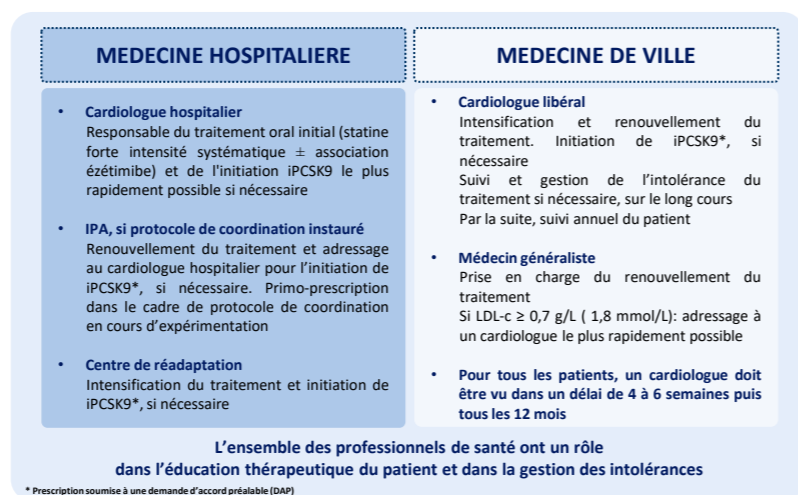 MEDECINE HOSPITALIERE
• Cardiologue hospitalier
Responsable du traitement oral initial (statine
forte intensité systématique ± association
ézétimibe) et de l'initiation iPCSK9 le plus
rapidement possible si nécessaire
• IPA, si protocole de coordination instauré
Renouvellement du traitement et adressage
au cardiologue hospitalier pour l’initiation de
iPCSK9*, si nécessaire. Primo-prescription
dans le cadre de protocole de coordination
en cours d’expérimentation
• Centre de réadaptation
Intensification du traitement et initiation de
iPCSK9*, si nécessaire
MEDECINE DE VILLE
• Cardiologue libéral
Intensification et renouvellement du
traitement. Initiation de iPCSK9*, si
nécessaire
Suivi et gestion de l’intolérance du
traitement si nécessaire, sur le long cours
Par la suite, suivi annuel du patient
• Médecin généraliste
Prise en charge du renouvellement du
traitement
Si LDL-c ≥ 0,7 g/L ( 1,8 mmol/L): adressage à
un cardiologue le plus rapidement possible
• Pour tous les patients, un cardiologue doit
être vu dans un délai de 4 à 6 semaines puis
tous les 12 mois
L’ensemble des professionnels de santé ont un rôle
dans l’éducation thérapeutique du patient et dans la gestion des intolérances
* Prescription soumise à une demande d’accord préalable (DAP)